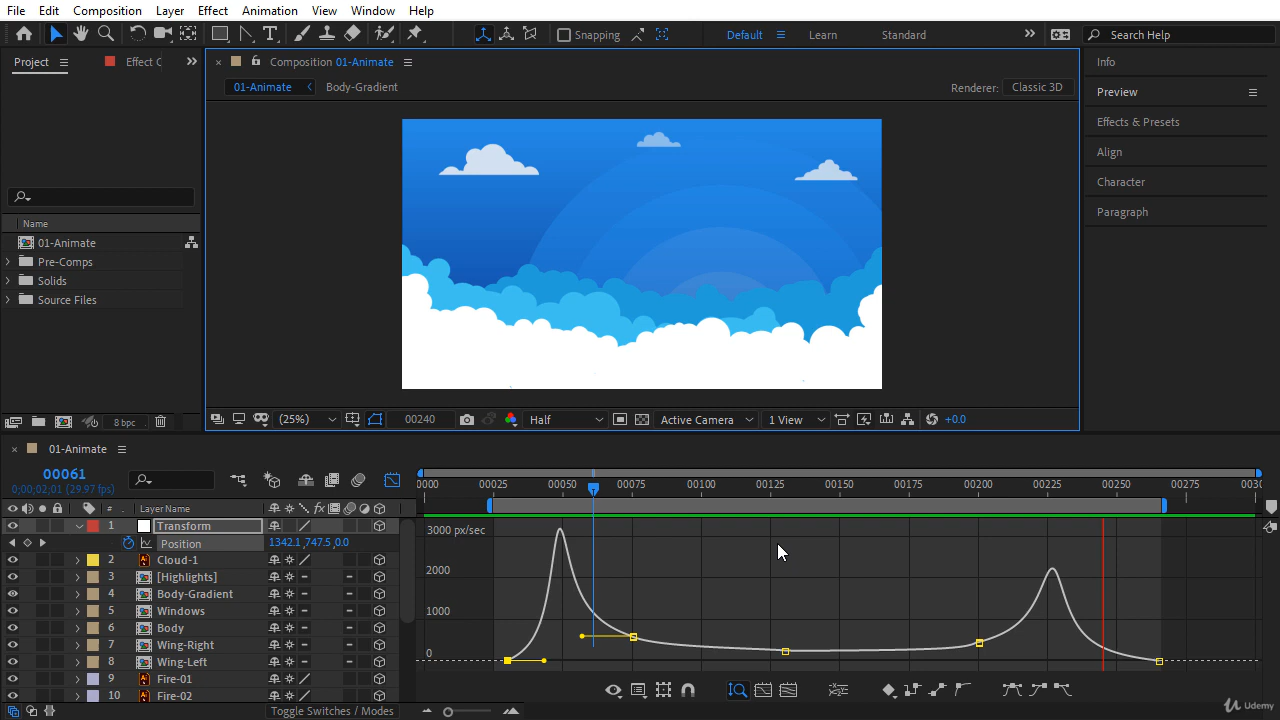 File Edit Composition Layer Effect Animation View Window Help
Snapping Default Learn Standard Search Help
Project Effect C
Composition 01-Animate
01-Animate Body-Gradient Renderer: Classic 3D
Info
Preview
Effects & Presets
Align
Character
Paragraph
Name
01-Animate
Pre-Comps
Solids
Source Files
8 bpc
(25%) 00240 Half Active Camera 1 View +0.0
01-Animate
00061
0;00;02;01 (29.97 fps)
0000 00025 00050 00075 00100 00125 00150 00175 00200 00225 00250 00275 0030
# Layer Name
1 Transform
Position 1342.1,747.5,0.0
2 Cloud-1
3 [Highlights]
4 Body-Gradient
5 Windows
6 Body
7 Wing-Right
8 Wing-Left
9 Fire-01
10 Fire-02
3000 px/sec
2000
1000
0
Toggle Switches / Modes
Udemy